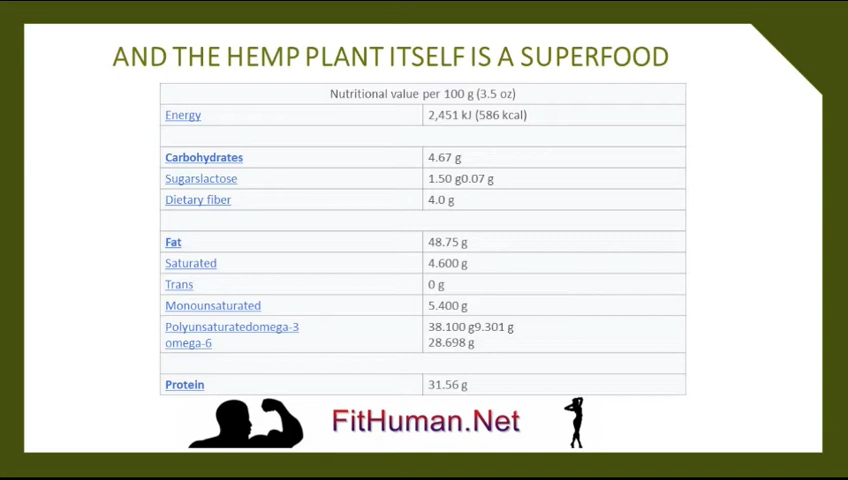 AND THE HEMP PLANT ITSELF IS A SUPERFOOD
Nutritional value per 100 g (3.5 oz)
Energy 2,451 kJ (586 kcal)
Carbohydrates 4.67 g
Sugarslactose 1.50 g0.07 g
Dietary fiber 4.0 g
Fat 48.75 g
Saturated 4.600 g
Trans 0 g
Monounsaturated 5.400 g
Polyunsaturatedomega-3 38.100 g9.301 g
omega-6 28.698 g
Protein 31.56 g
FitHuman.Net